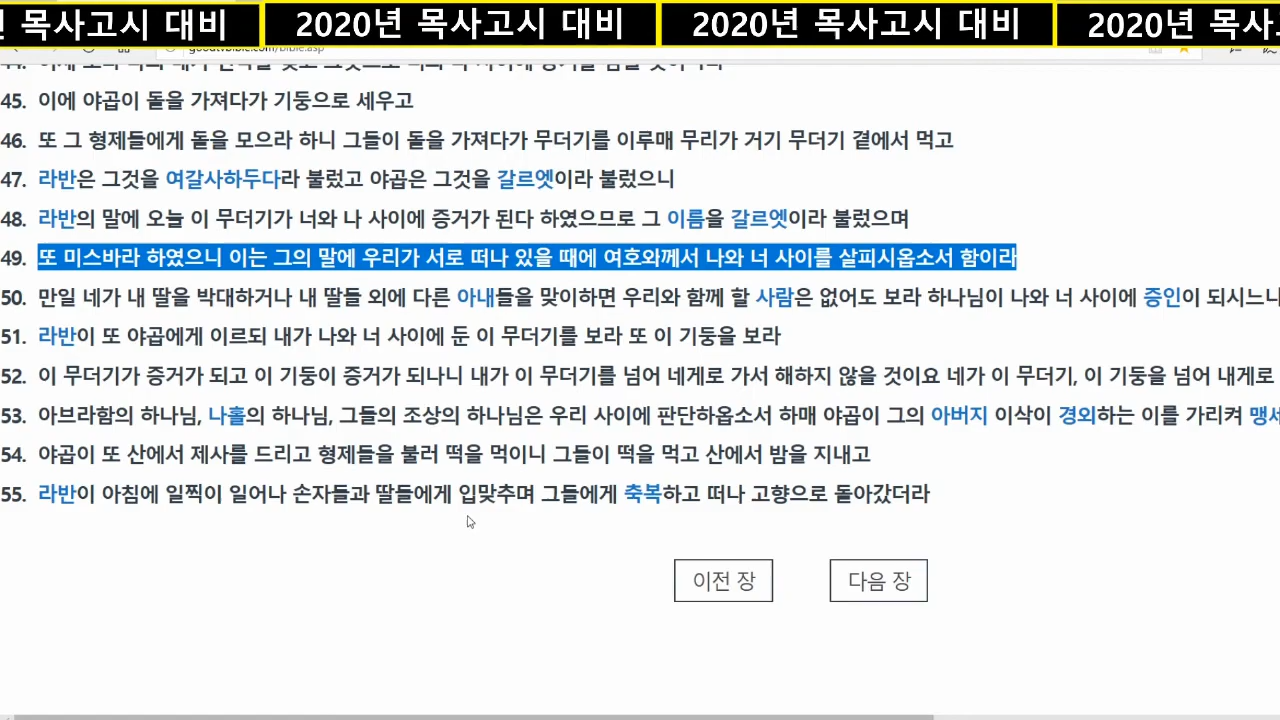 년 목사고시 대비 2020년 목사고시 대비 2020년 목사고시 대비 2020년 목사
goodtvbible.com/bible.asp
45. 이에 야곱이 돌을 가져다가 기둥으로 세우고
46. 또 그 형제들에게 돌을 모으라 하니 그들이 돌을 가져다가 무더기를 이루매 무리가 거기 무더기 곁에서 먹고
47. 라반은 그것을 여갈사하두다라 불렀고 야곱은 그것을 갈르엣이라 불렀으니
48. 라반의 말에 오늘 이 무더기가 너와 나 사이에 증거가 된다 하였으므로 그 이름을 갈르엣이라 불렀으며
49. 또 미스바라 하였으니 이는 그의 말에 우리가 서로 떠나 있을 때에 여호와께서 나와 너 사이를 살피시옵소서 함이라
50. 만일 네가 내 딸을 박대하거나 내 딸들 외에 다른 아내들을 맞이하면 우리와 함께 할 사람은 없어도 보라 하나님이 나와 너 사이에 증인이 되시느니
51. 라반이 또 야곱에게 이르되 내가 나와 너 사이에 둔 이 무더기를 보라 또 이 기둥을 보라
52. 이 무더기가 증거가 되고 이 기둥이 증거가 되나니 내가 이 무더기를 넘어 네게로 가서 해하지 않을 것이요 네가 이 무더기, 이 기둥을 넘어 내게로
53. 아브라함의 하나님, 나홀의 하나님, 그들의 조상의 하나님은 우리 사이에 판단하옵소서 하매 야곱이 그의 아버지 이삭이 경외하는 이를 가리켜 맹세
54. 야곱이 또 산에서 제사를 드리고 형제들을 불러 떡을 먹이니 그들이 떡을 먹고 산에서 밤을 지내고
55. 라반이 아침에 일찍이 일어나 손자들과 딸들에게 입맞추며 그들에게 축복하고 떠나 고향으로 돌아갔더라
이전 장 다음 장